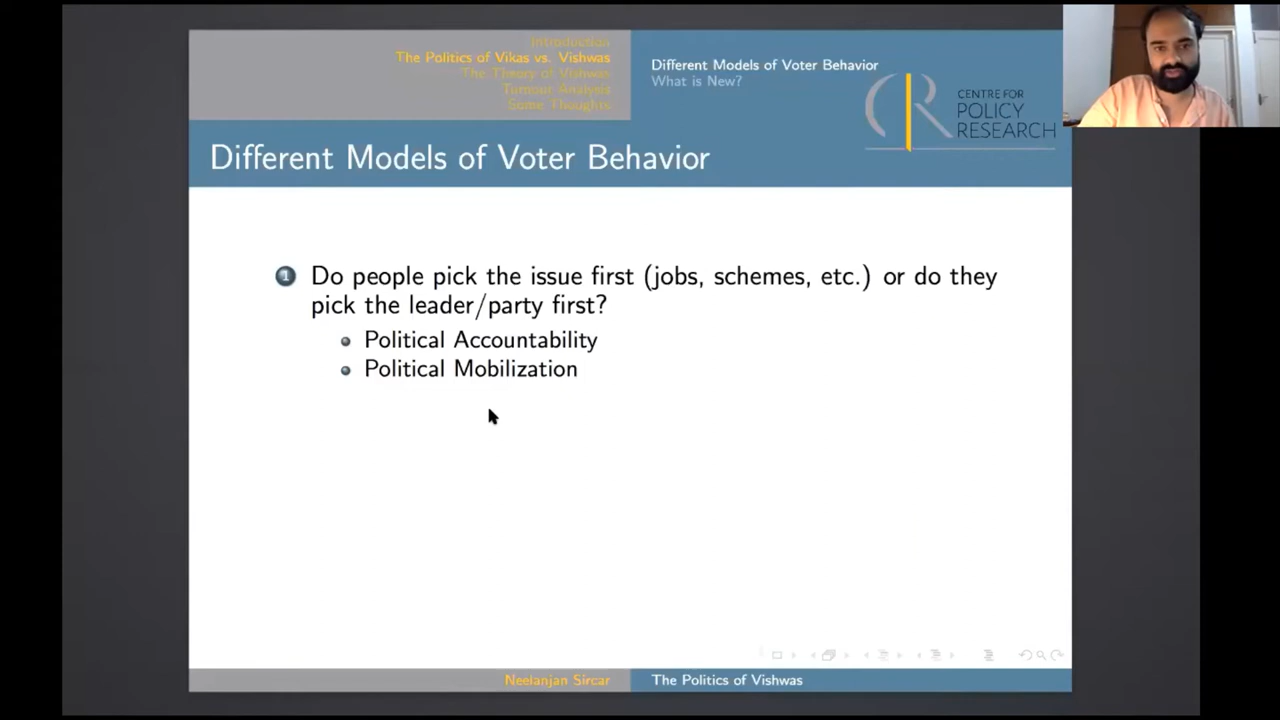 Introduction
The Politics of Vikas vs. Vishwas
The Theory of Vishwas
Turnout Analysis
Some Thoughts
Different Models of Voter Behavior
What is New?
CENTRE FOR
POLICY
RESEARCH
Different Models of Voter Behavior
1 Do people pick the issue first (jobs, schemes, etc.) or do they
pick the leader/party first?
Political Accountability
Political Mobilization
Neelanjan Sircar
The Politics of Vishwas